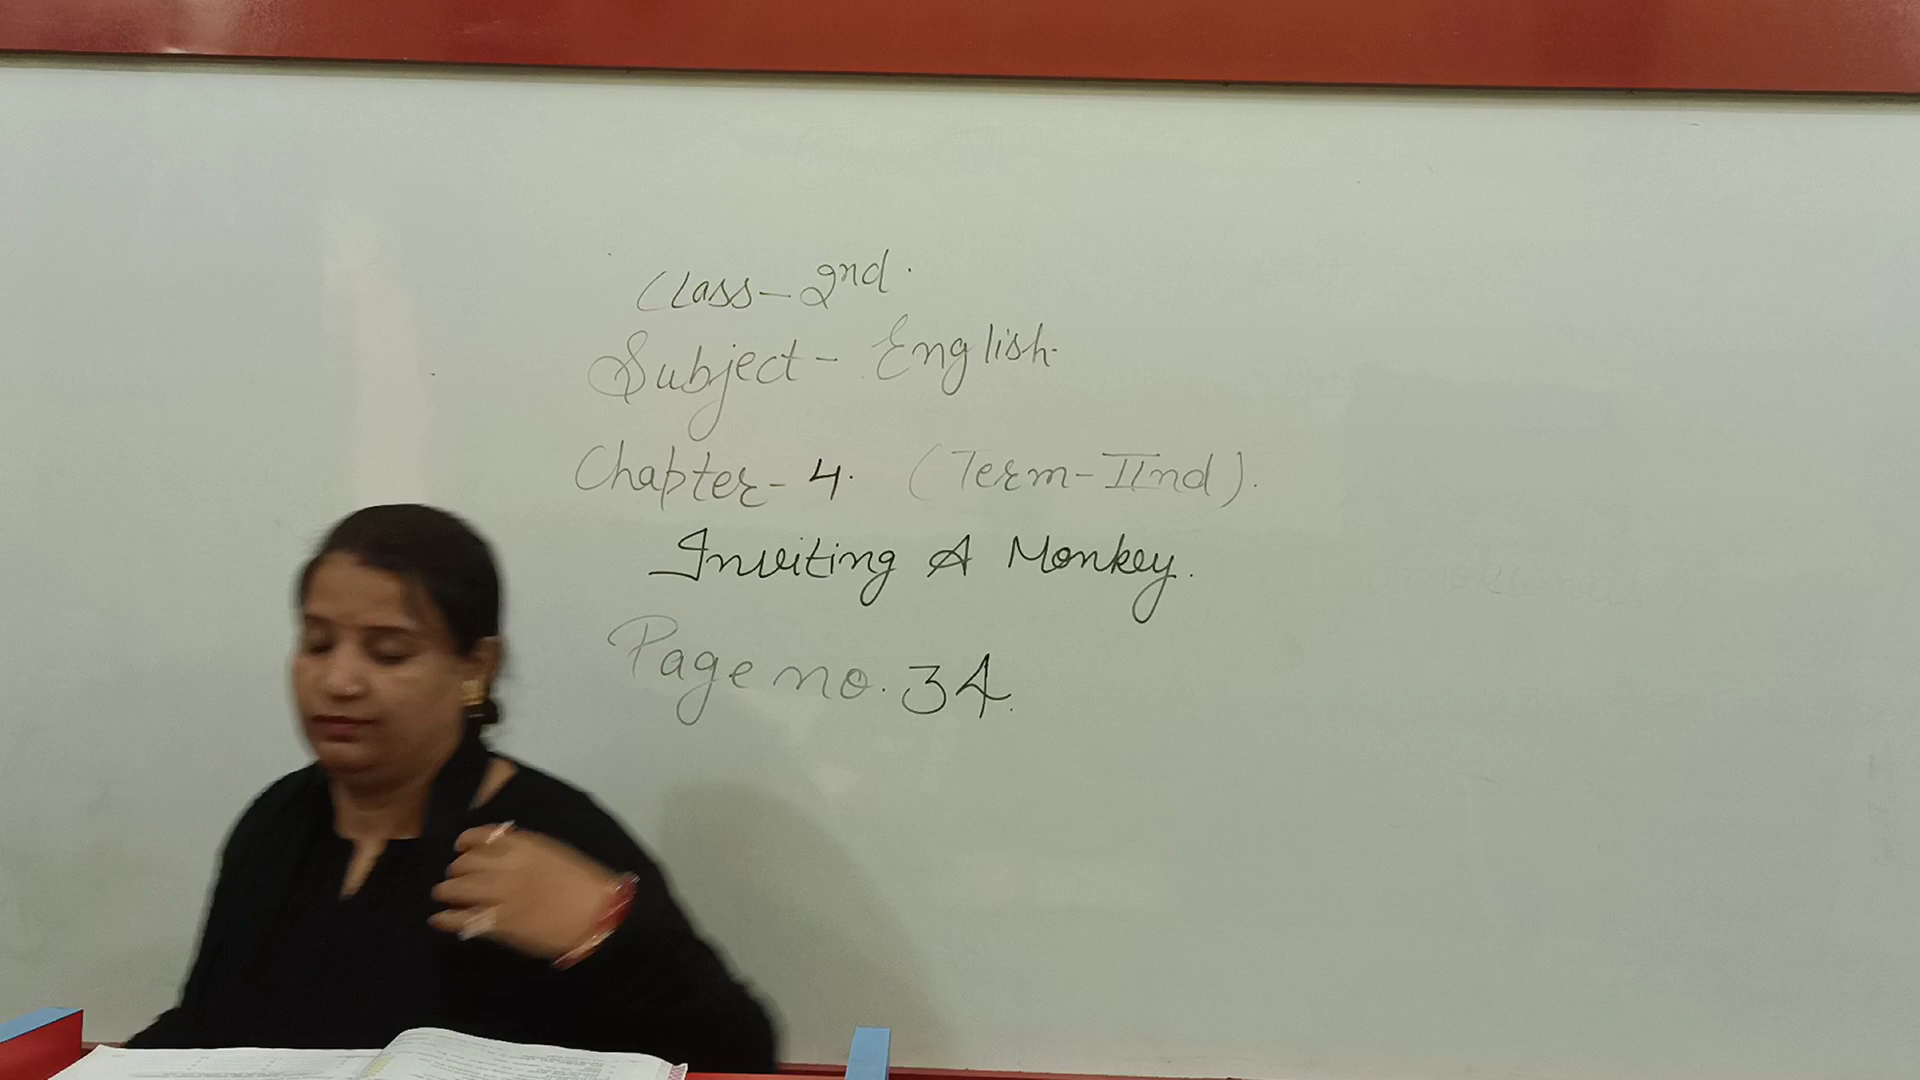 Class-2nd.
Subject- English.
Chapter-4. (Term-IInd).
Inviting A Monkey.
Page no. 34.